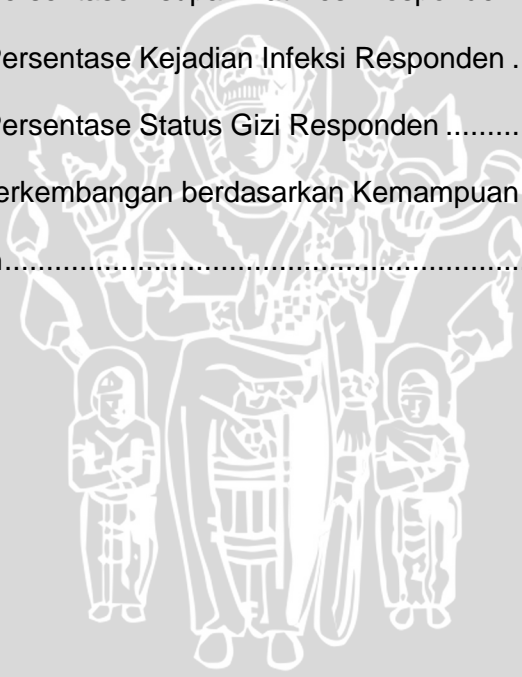 Persentase Kejadian Infeksi Responden .
Persentase Status Gizi Responden .........
erkembangan berdasarkan Kemampuan